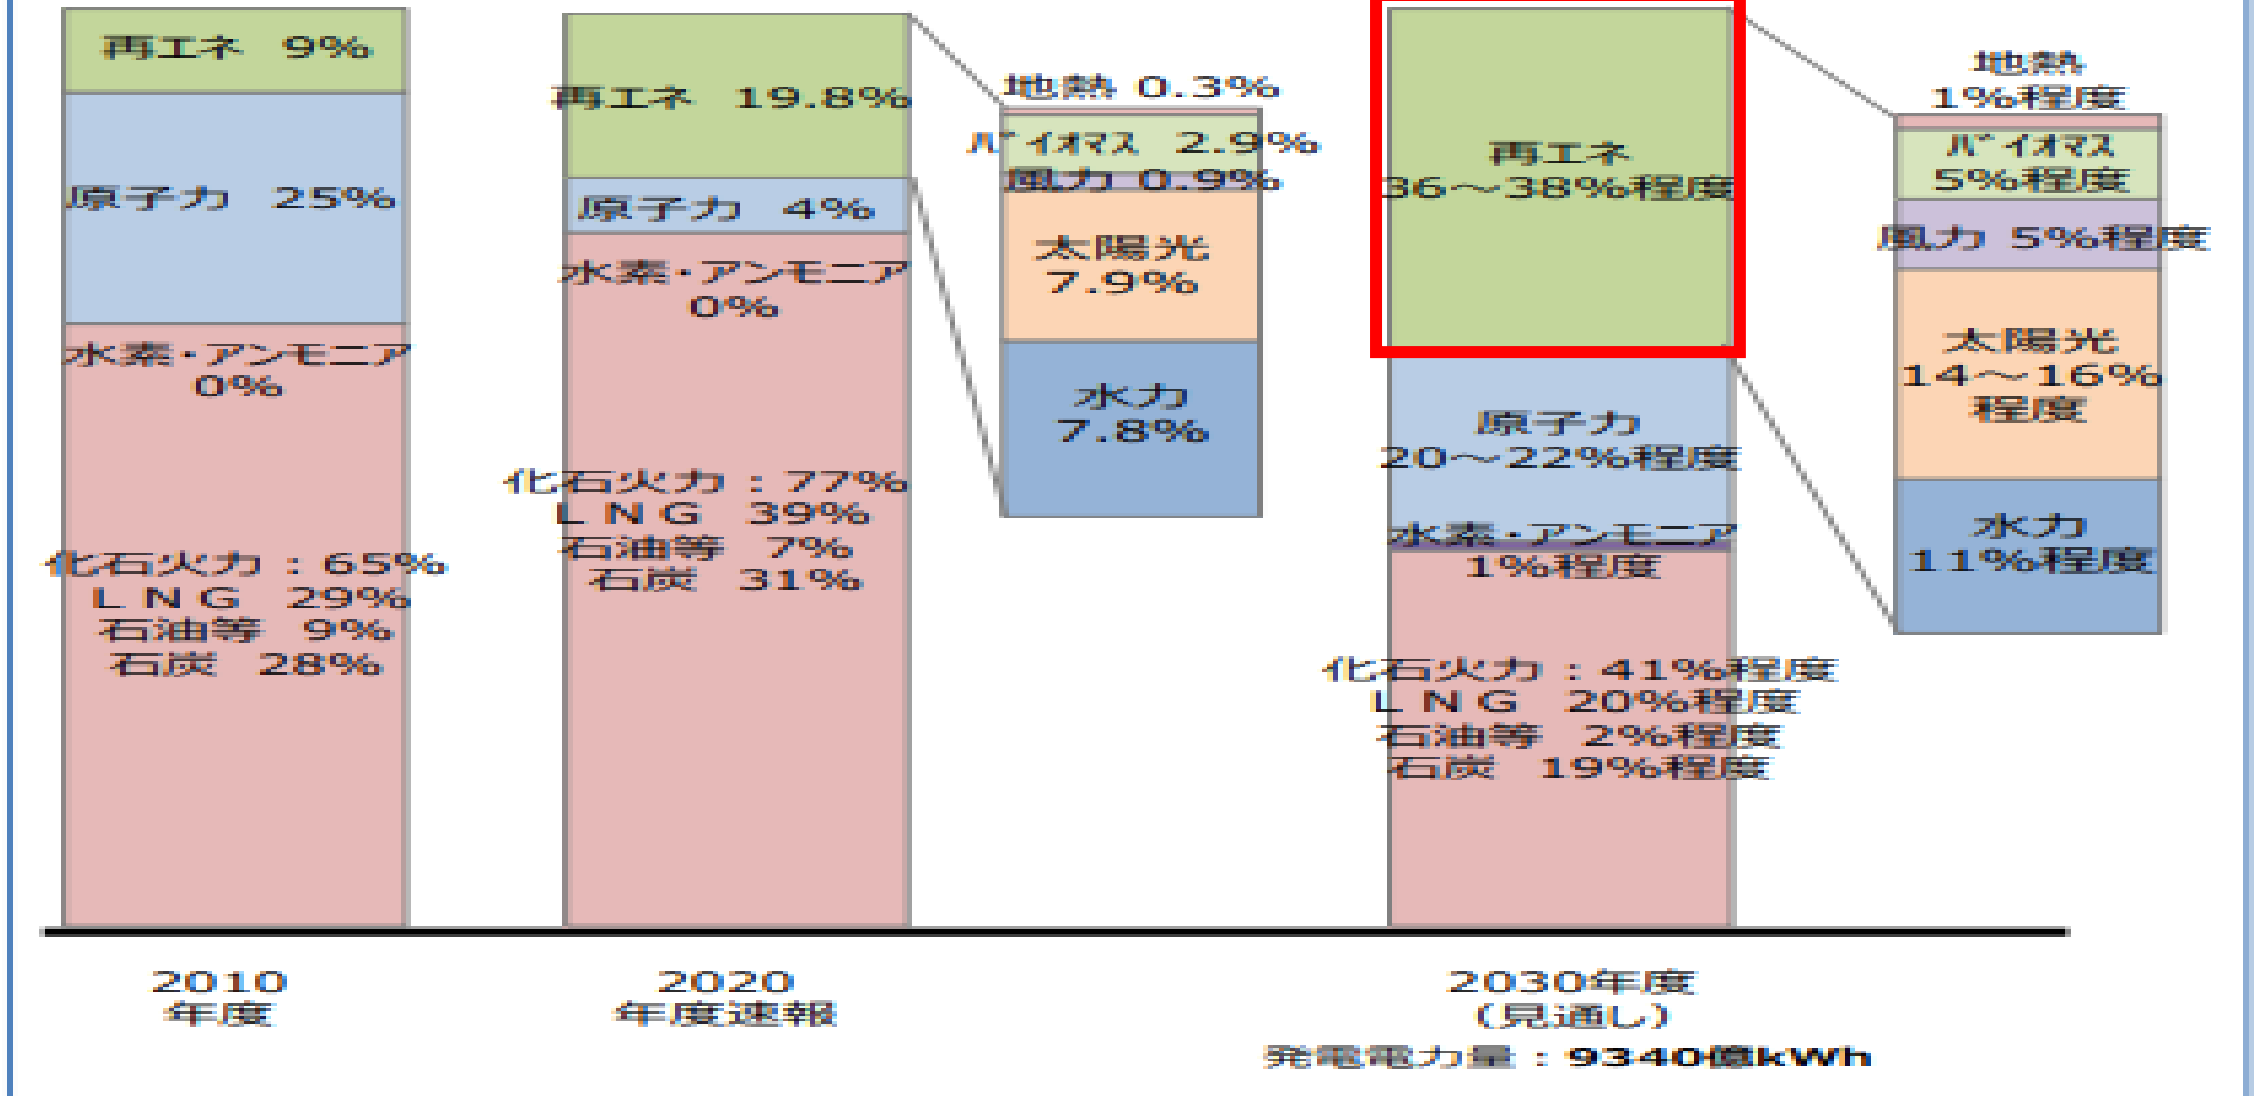 再エネ 9%
原子力 25%
水素・アンモニア
0%
化石火力：65%
ＬＮＧ 29%
石油等 9%
石炭 28%
2010
年度
再エネ 19.8%
原子力 4%
水素・アンモニア
0%
化石火力：77%
ＬＮＧ 39%
石油等 7%
石炭 31%
2020
年度速報
地熱 0.3%
ﾊﾞｲｵﾏｽ 2.9%
風力 0.9%
太陽光
7.9%
水力
7.8%
再エネ
36～38%程度
原子力
20～22%程度
水素・アンモニア
1%程度
化石火力：41%程度
ＬＮＧ 20%程度
石油等 2%程度
石炭 19%程度
2030年度
（見通し）
発電電力量：9340億kWh
地熱
1%程度
ﾊﾞｲｵﾏｽ
5%程度
風力 5%程度
太陽光
14～16%
程度
水力
11%程度